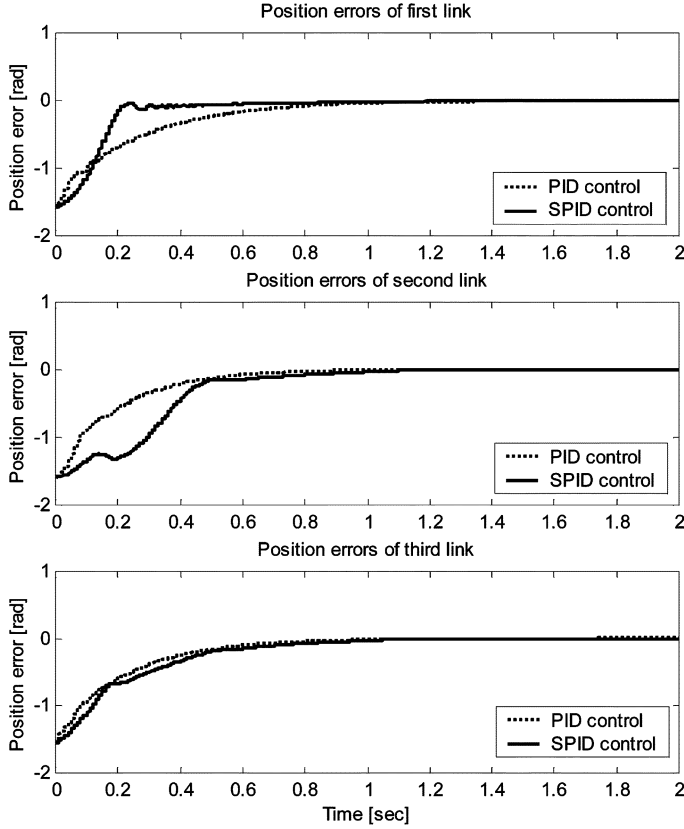 Position errors of first link
Position eror [rad]
1
0
-1
-2
PID control
SPID control
0 0.2 0.4 0.6 0.8 1 1.2 1.4 1.6 1.8 2
Position errors of second link
Position error [rad]
1
0
-1
-2
PID control
SPID control
0 0.2 0.4 0.6 0.8 1 1.2 1.4 1.6 1.8 2
Position errors of third link
Position error [rad]
1
0
-1
-2
PID control
SPID control
0 0.2 0.4 0.6 0.8 1 1.2 1.4 1.6 1.8 2
Time [sec]